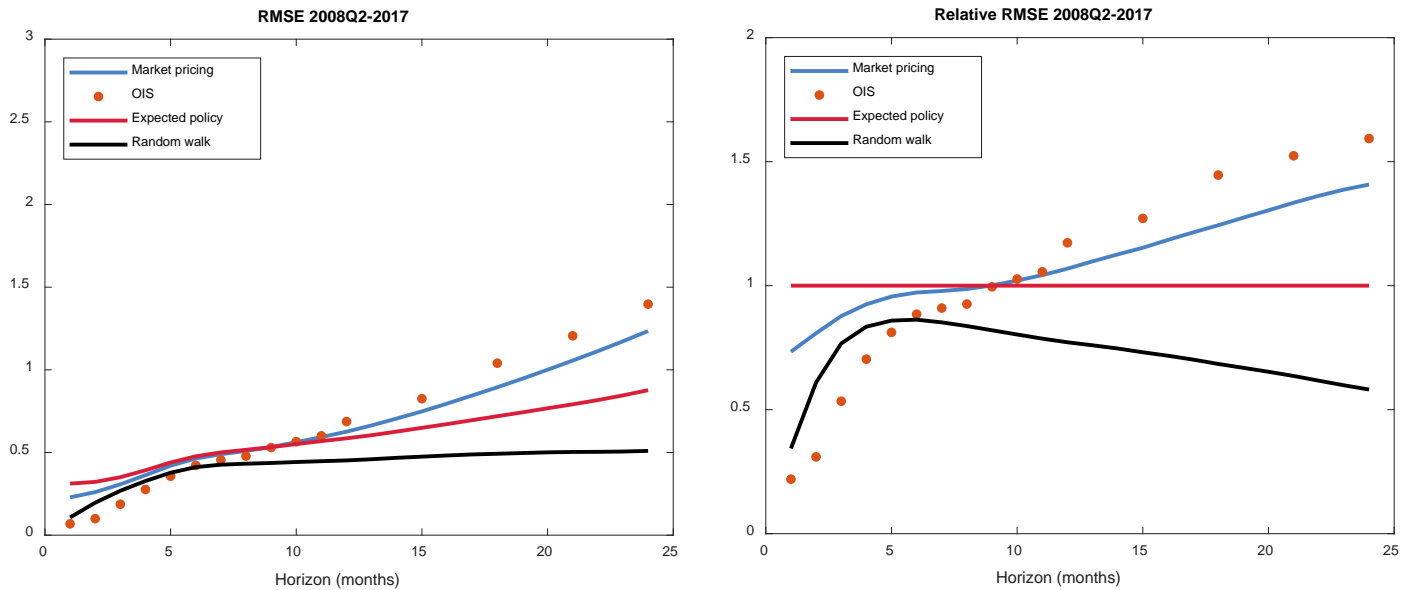 RMSE 2008Q2-2017
3
2.5
2
1.5
1
0.5
0
Market pricing
OIS
Expected policy
Random walk
0 5 10 15 20 25
Horizon (months)
Relative RMSE 2008Q2-2017
2
1.5
1
0.5
0
Market pricing
OIS
Expected policy
Random walk
0 5 10 15 20 25
Horizon (months)